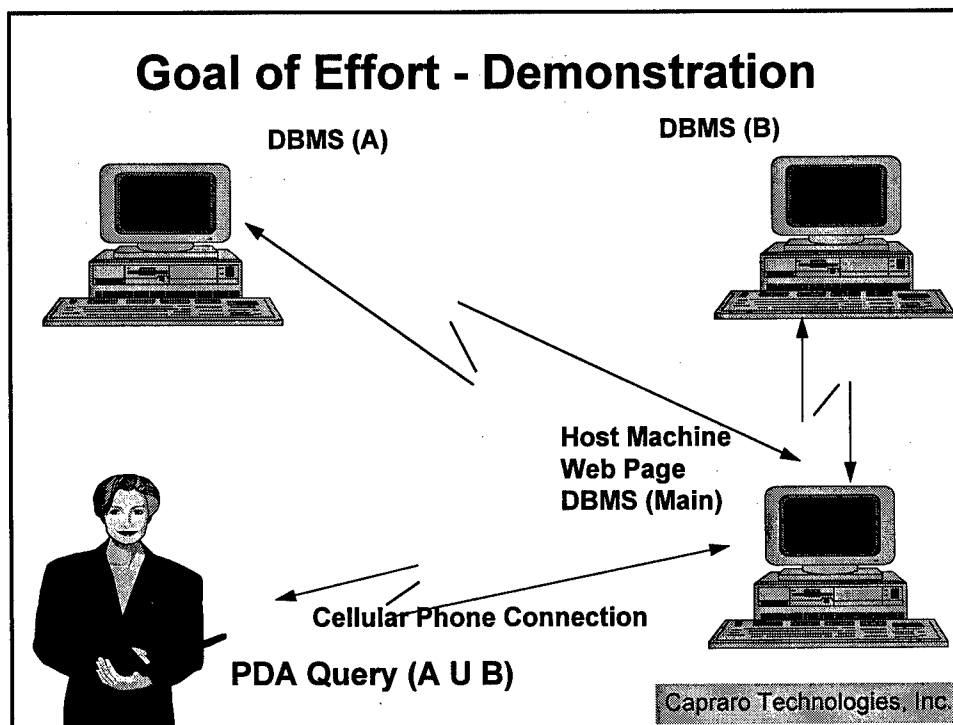 Goal of Effort - Demonstration
DBMS (A)
DBMS (B)
Host Machine
Web Page
DBMS (Main)
Cellular Phone Connection
PDA Query (A U B)
Capraro Technologies, Inc.